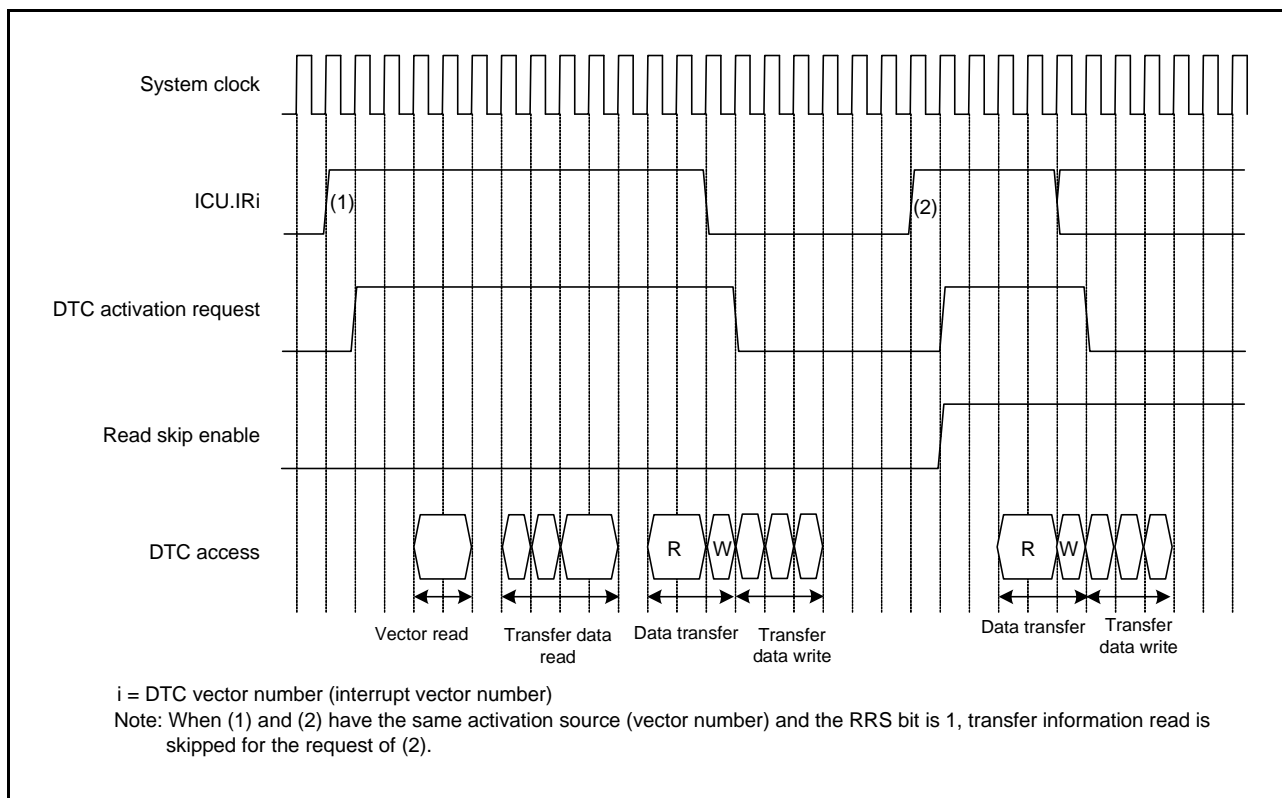 System clock
ICU.IRi
(1)
(2)
DTC activation request
Read skip enable
DTC access
R
W
R
W
Vector read
Transfer data
read
Data transfer
Transfer
data write
Data transfer
Transfer
data write
i = DTC vector number (interrupt vector number)
Note: When (1) and (2) have the same activation source (vector number) and the RRS bit is 1, transfer information read is
skipped for the request of (2).